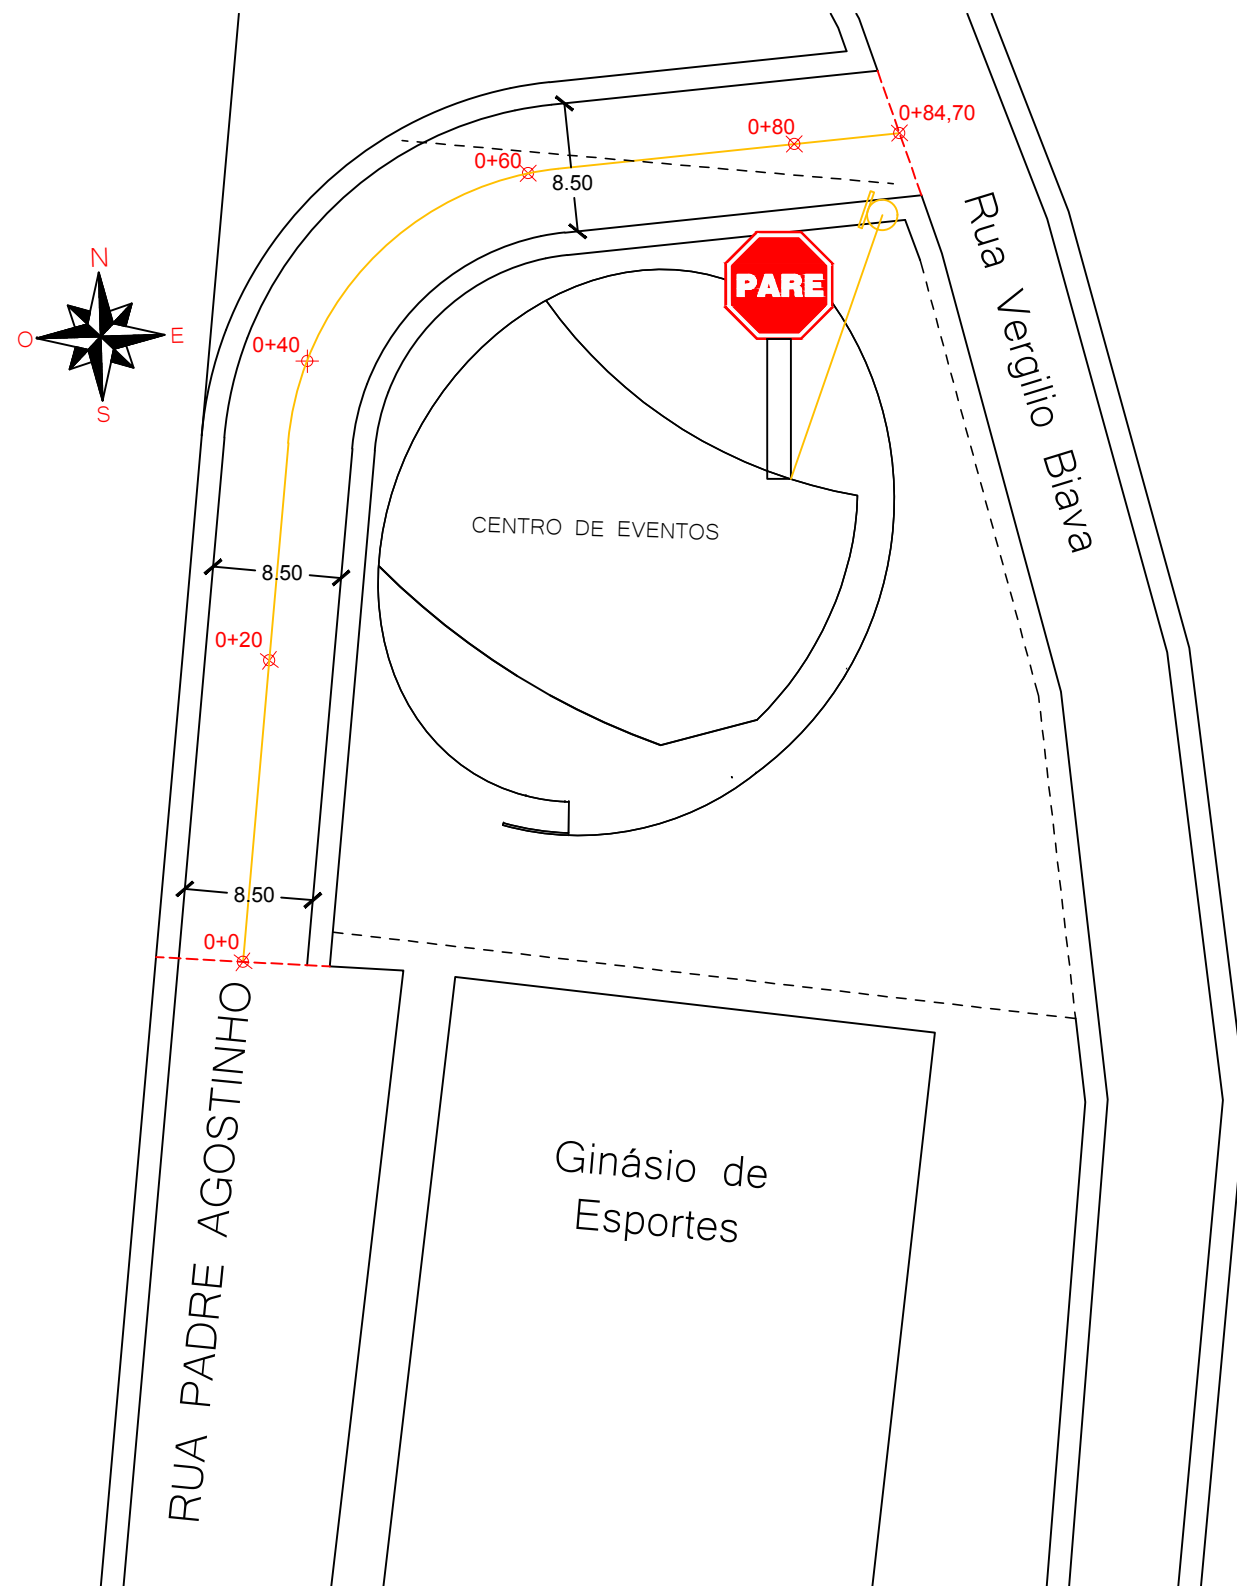 0+84,70
0+80
0+60
8.50
Rua Vergilio Biava
N
O
E
S
PARE
0+40
CENTRO DE EVENTOS
8.50
0+20
8.50
0+0
RUA PADRE AGOSTINHO
Ginásio de
Esportes